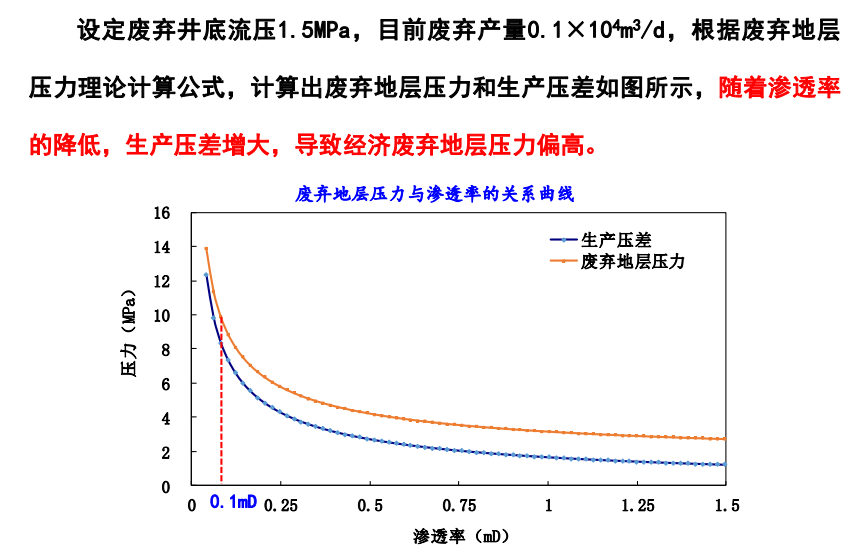 设定废弃井底流压1.5MPa，目前废弃产量0.1×10⁴m³/d，根据废弃地层
压力理论计算公式，计算出废弃地层压力和生产压差如图所示，随着渗透率
的降低，生产压差增大，导致经济废弃地层压力偏高。
废弃地层压力与渗透率的关系曲线
16
14
12
10
8
6
4
2
0
压力（MPa）
生产压差
废弃地层压力
0
0.1mD
0.25
0.5
0.75
1
1.25
1.5
渗透率（mD）